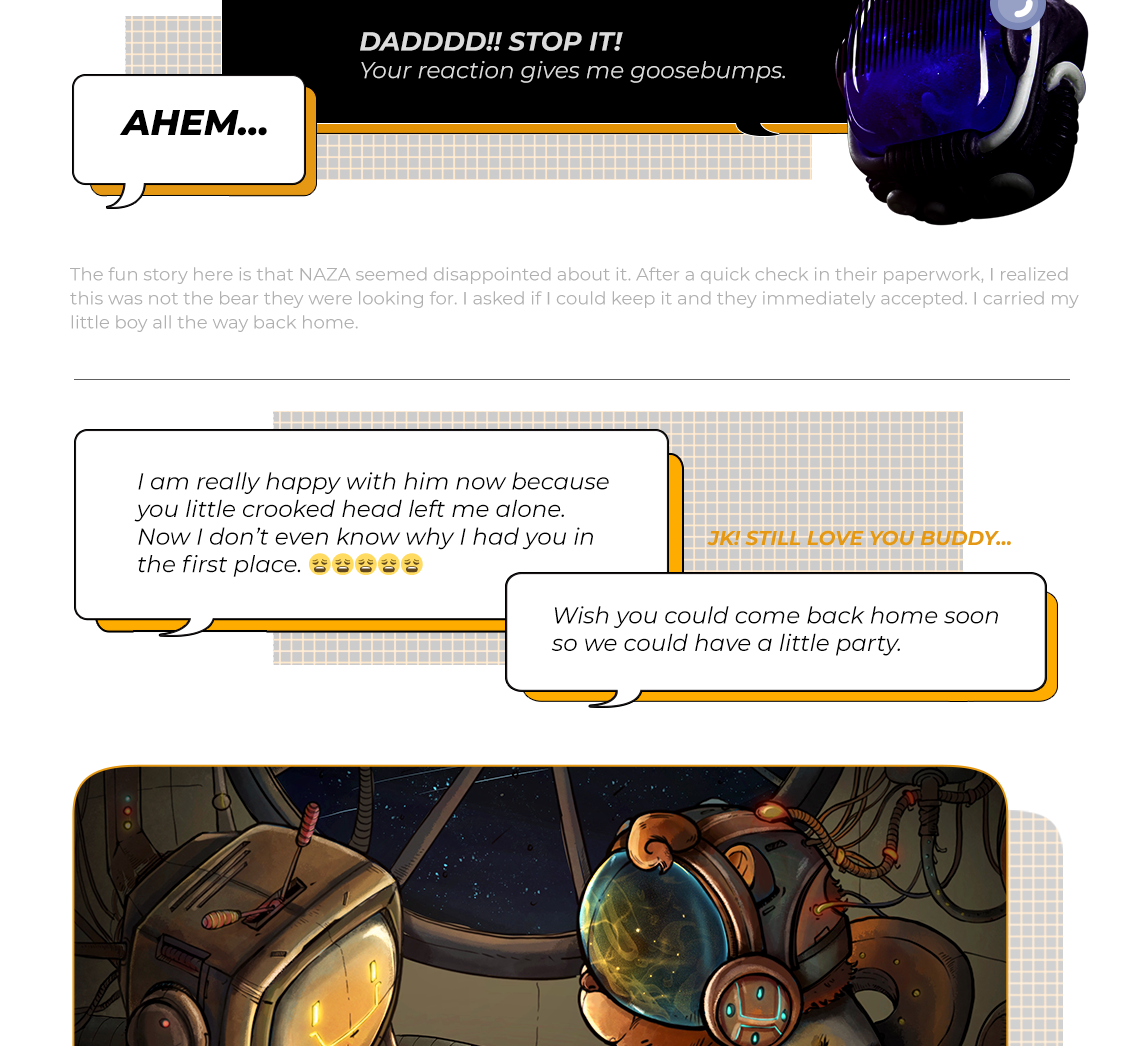 DADDDD!! STOP IT!
Your reaction gives me goosebumps.
AHEM...
The fun story here is that NAZA seemed disappointed about it. After a quick check in their paperwork, I realized
this was not the bear they were looking for. I asked if I could keep it and they immediately accepted. I carried my
little boy all the way back home.
I am really happy with him now because
you little crooked head left me alone.
Now I don't even know why I had you in
the first place. 😩😩😩😩😩
JK! STILL LOVE YOU BUDDY...
Wish you could come back home soon
so we could have a little party.